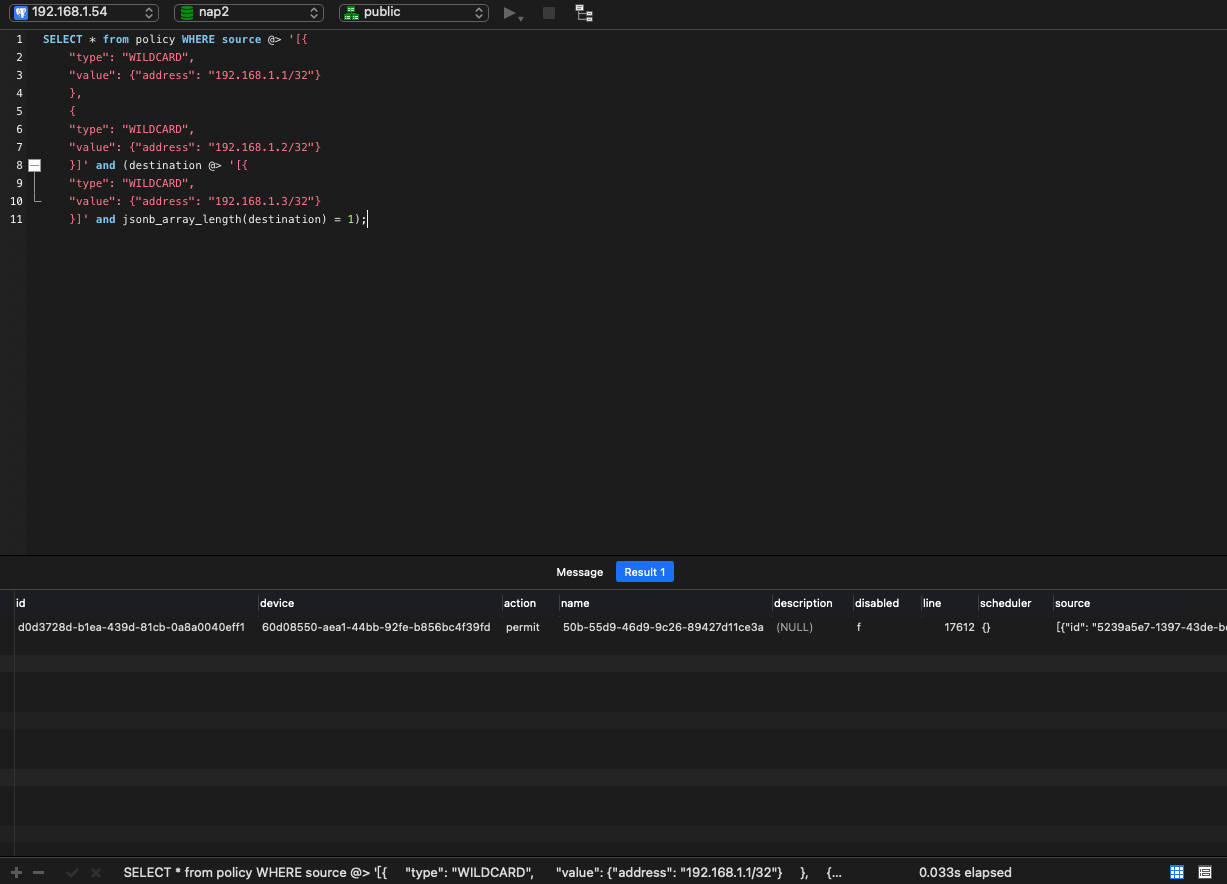 192.168.1.54 nap2 public
1 SELECT * from policy WHERE source @> '[{
2 "type": "WILDCARD",
3 "value": {"address": "192.168.1.1/32"}
4 },
5 {
6 "type": "WILDCARD",
7 "value": {"address": "192.168.1.2/32"}
8 }]' and (destination @> '[{
9 "type": "WILDCARD",
10 "value": {"address": "192.168.1.3/32"}
11 }]' and jsonb_array_length(destination) = 1);
Message Result 1
id device action name description disabled line scheduler source
d0d3728d-b1ea-439d-81cb-0a8a0040eff1 60d08550-aea1-44bb-92fe-b856bc4f39fd permit 50b-55d9-46d9-9c26-89427d11ce3a (NULL) f 17612 {} [{"id": "5239a5e7-1397-43de-b
SELECT * from policy WHERE source @> '[{ "type": "WILDCARD", "value": {"address": "192.168.1.1/32"} }, {... 0.033s elapsed